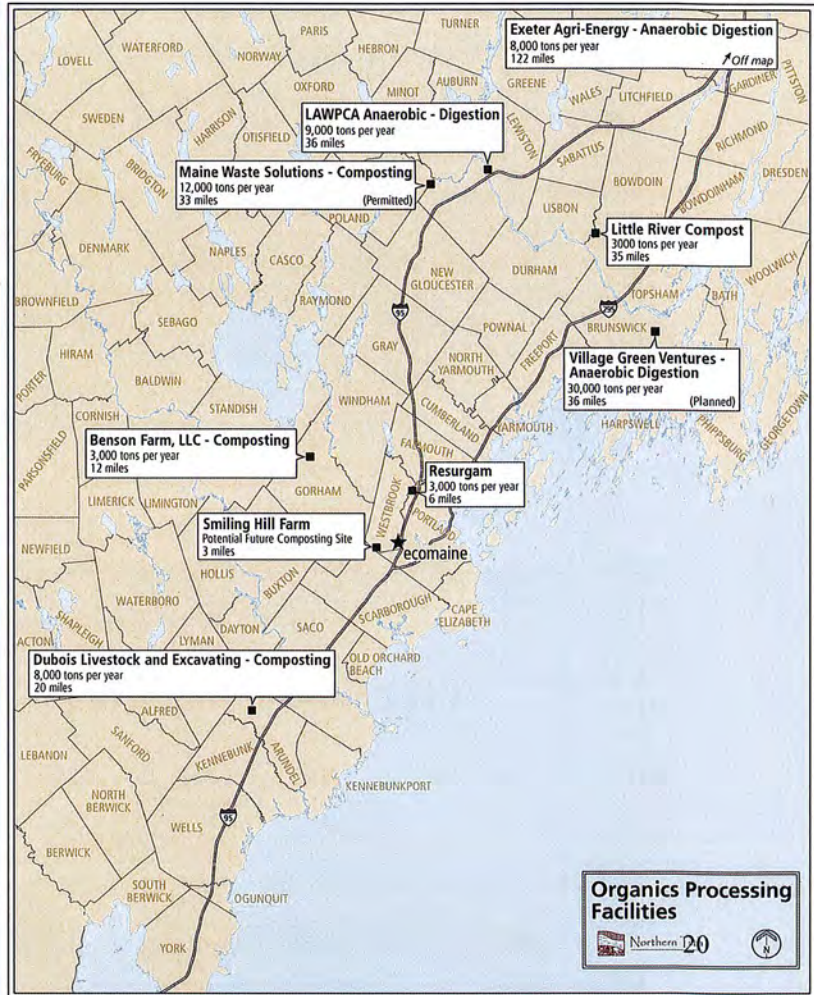 PARIS
TURNER
Exeter Agri-Energy - Anaerobic Digestion
8,000 tons per year
122 miles
Off map
LOVELL
WATERFORD
NORWAY
HEBRON
OXFORD
MINOT
AUBURN
GREENE
WALES
LITCHFIELD
GARDINER
PITTSTON
SWEDEN
HARRISON
OTISFIELD
LAWPCA Anaerobic - Digestion
9,000 tons per year
36 miles
LEWISTON
SABATTUS
RICHMOND
DRESDEN
FRYEBURG
BRIDGTON
Maine Waste Solutions - Composting
12,000 tons per year
33 miles
(Permitted)
BOWDOIN
BOWDOINHAM
POLAND
LISBON
Little River Compost
3000 tons per year
35 miles
DENMARK
NAPLES
CASCO
NEW
GLOUCESTER
DURHAM
WOOLWICH
BROWNFIELD
RAYMOND
TOPSHAM
BATH
SEBAGO
95
295
POWNAL
FREEPORT
BRUNSWICK
HIRAM
GRAY
NORTH
YARMOUTH
Village Green Ventures -
Anaerobic Digestion
30,000 tons per year
36 miles
(Planned)
PORTER
BALDWIN
WINDHAM
CUMBERLAND
CORNISH
STANDISH
YARMOUTH
HARPSWELL
PHIPPSBURG
GEORGETOWN
PARSONSFIELD
Benson Farm, LLC - Composting
3,000 tons per year
12 miles
FALMOUTH
LIMERICK
LIMINGTON
GORHAM
WESTBROOK
Resurgam
3,000 tons per year
6 miles
PORTLAND
Smiling Hill Farm
Potential Future Composting Site
3 miles
ecomaine
NEWFIELD
HOLLIS
BUXTON
WATERBORO
SCARBOROUGH
CAPE
ELIZABETH
ACTON
SHAPLEIGH
LYMAN
DAYTON
SACO
OLD ORCHARD
BEACH
Dubois Livestock and Excavating - Composting
8,000 tons per year
20 miles
ALFRED
SANFORD
LEBANON
KENNEBUNK
ARUNDEL
KENNEBUNKPORT
NORTH
BERWICK
95
WELLS
BERWICK
SOUTH
BERWICK
OGUNQUIT
YORK
Organics Processing
Facilities
Northern
20
N